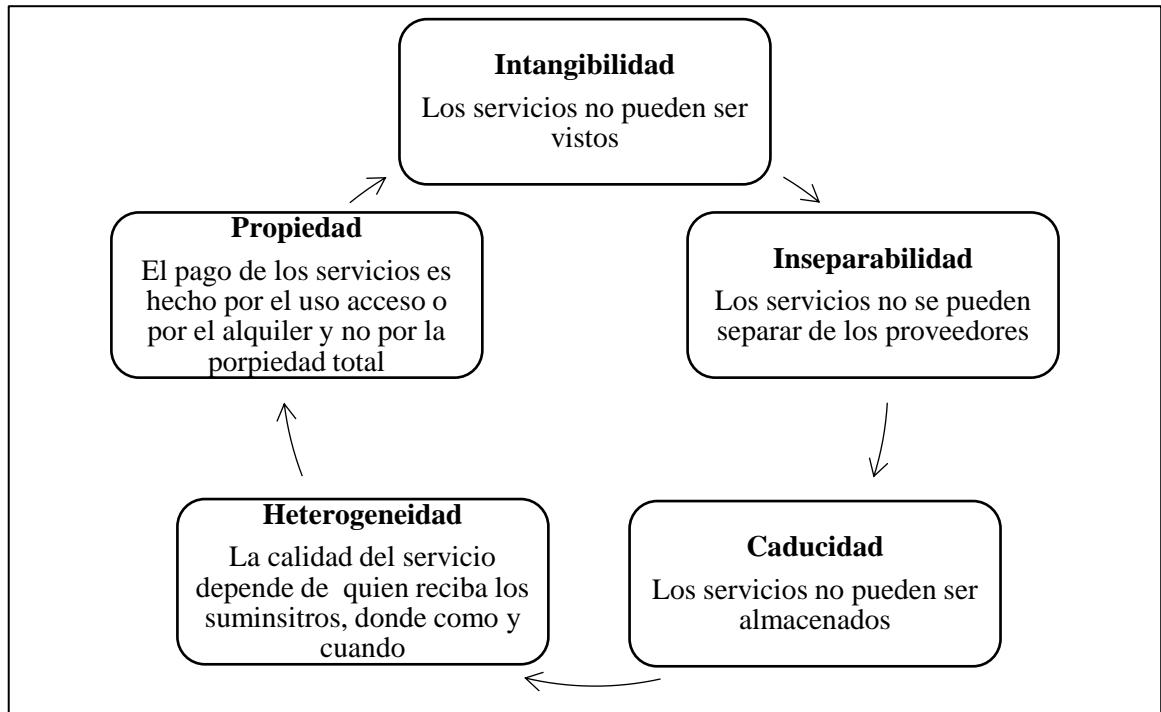 Intangibilidad
Los servicios no pueden ser
vistos
Inseparabilidad
Los servicios no se pueden
separar de los proveedores
Caducidad
Los servicios no pueden ser
almacenados
Heterogeneidad
La calidad del servicio
depende de  quien reciba los
suminsitros, donde como y
cuando
Propiedad
El pago de los servicios es
hecho por el uso acceso o
por el alquiler y no por la
porpiedad total